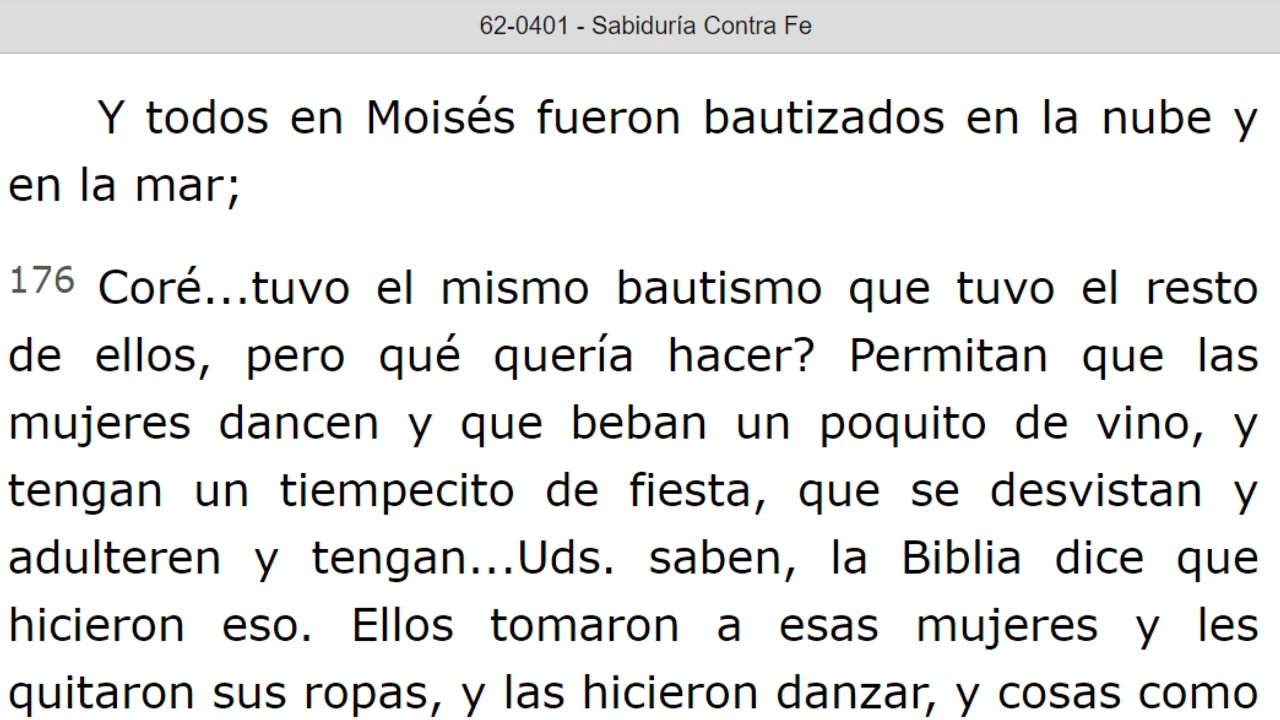 62-0401 - Sabiduría Contra Fe
Y todos en Moisés fueron bautizados en la nube y
en la mar;
176 Coré...tuvo el mismo bautismo que tuvo el resto
de ellos, pero qué quería hacer? Permitan que las
mujeres dancen y que beban un poquito de vino, y
tengan un tiempecito de fiesta, que se desvistan y
adulteren y tengan...Uds. saben, la Biblia dice que
hicieron eso. Ellos tomaron a esas mujeres y les
quitaron sus ropas, y las hicieron danzar, y cosas como